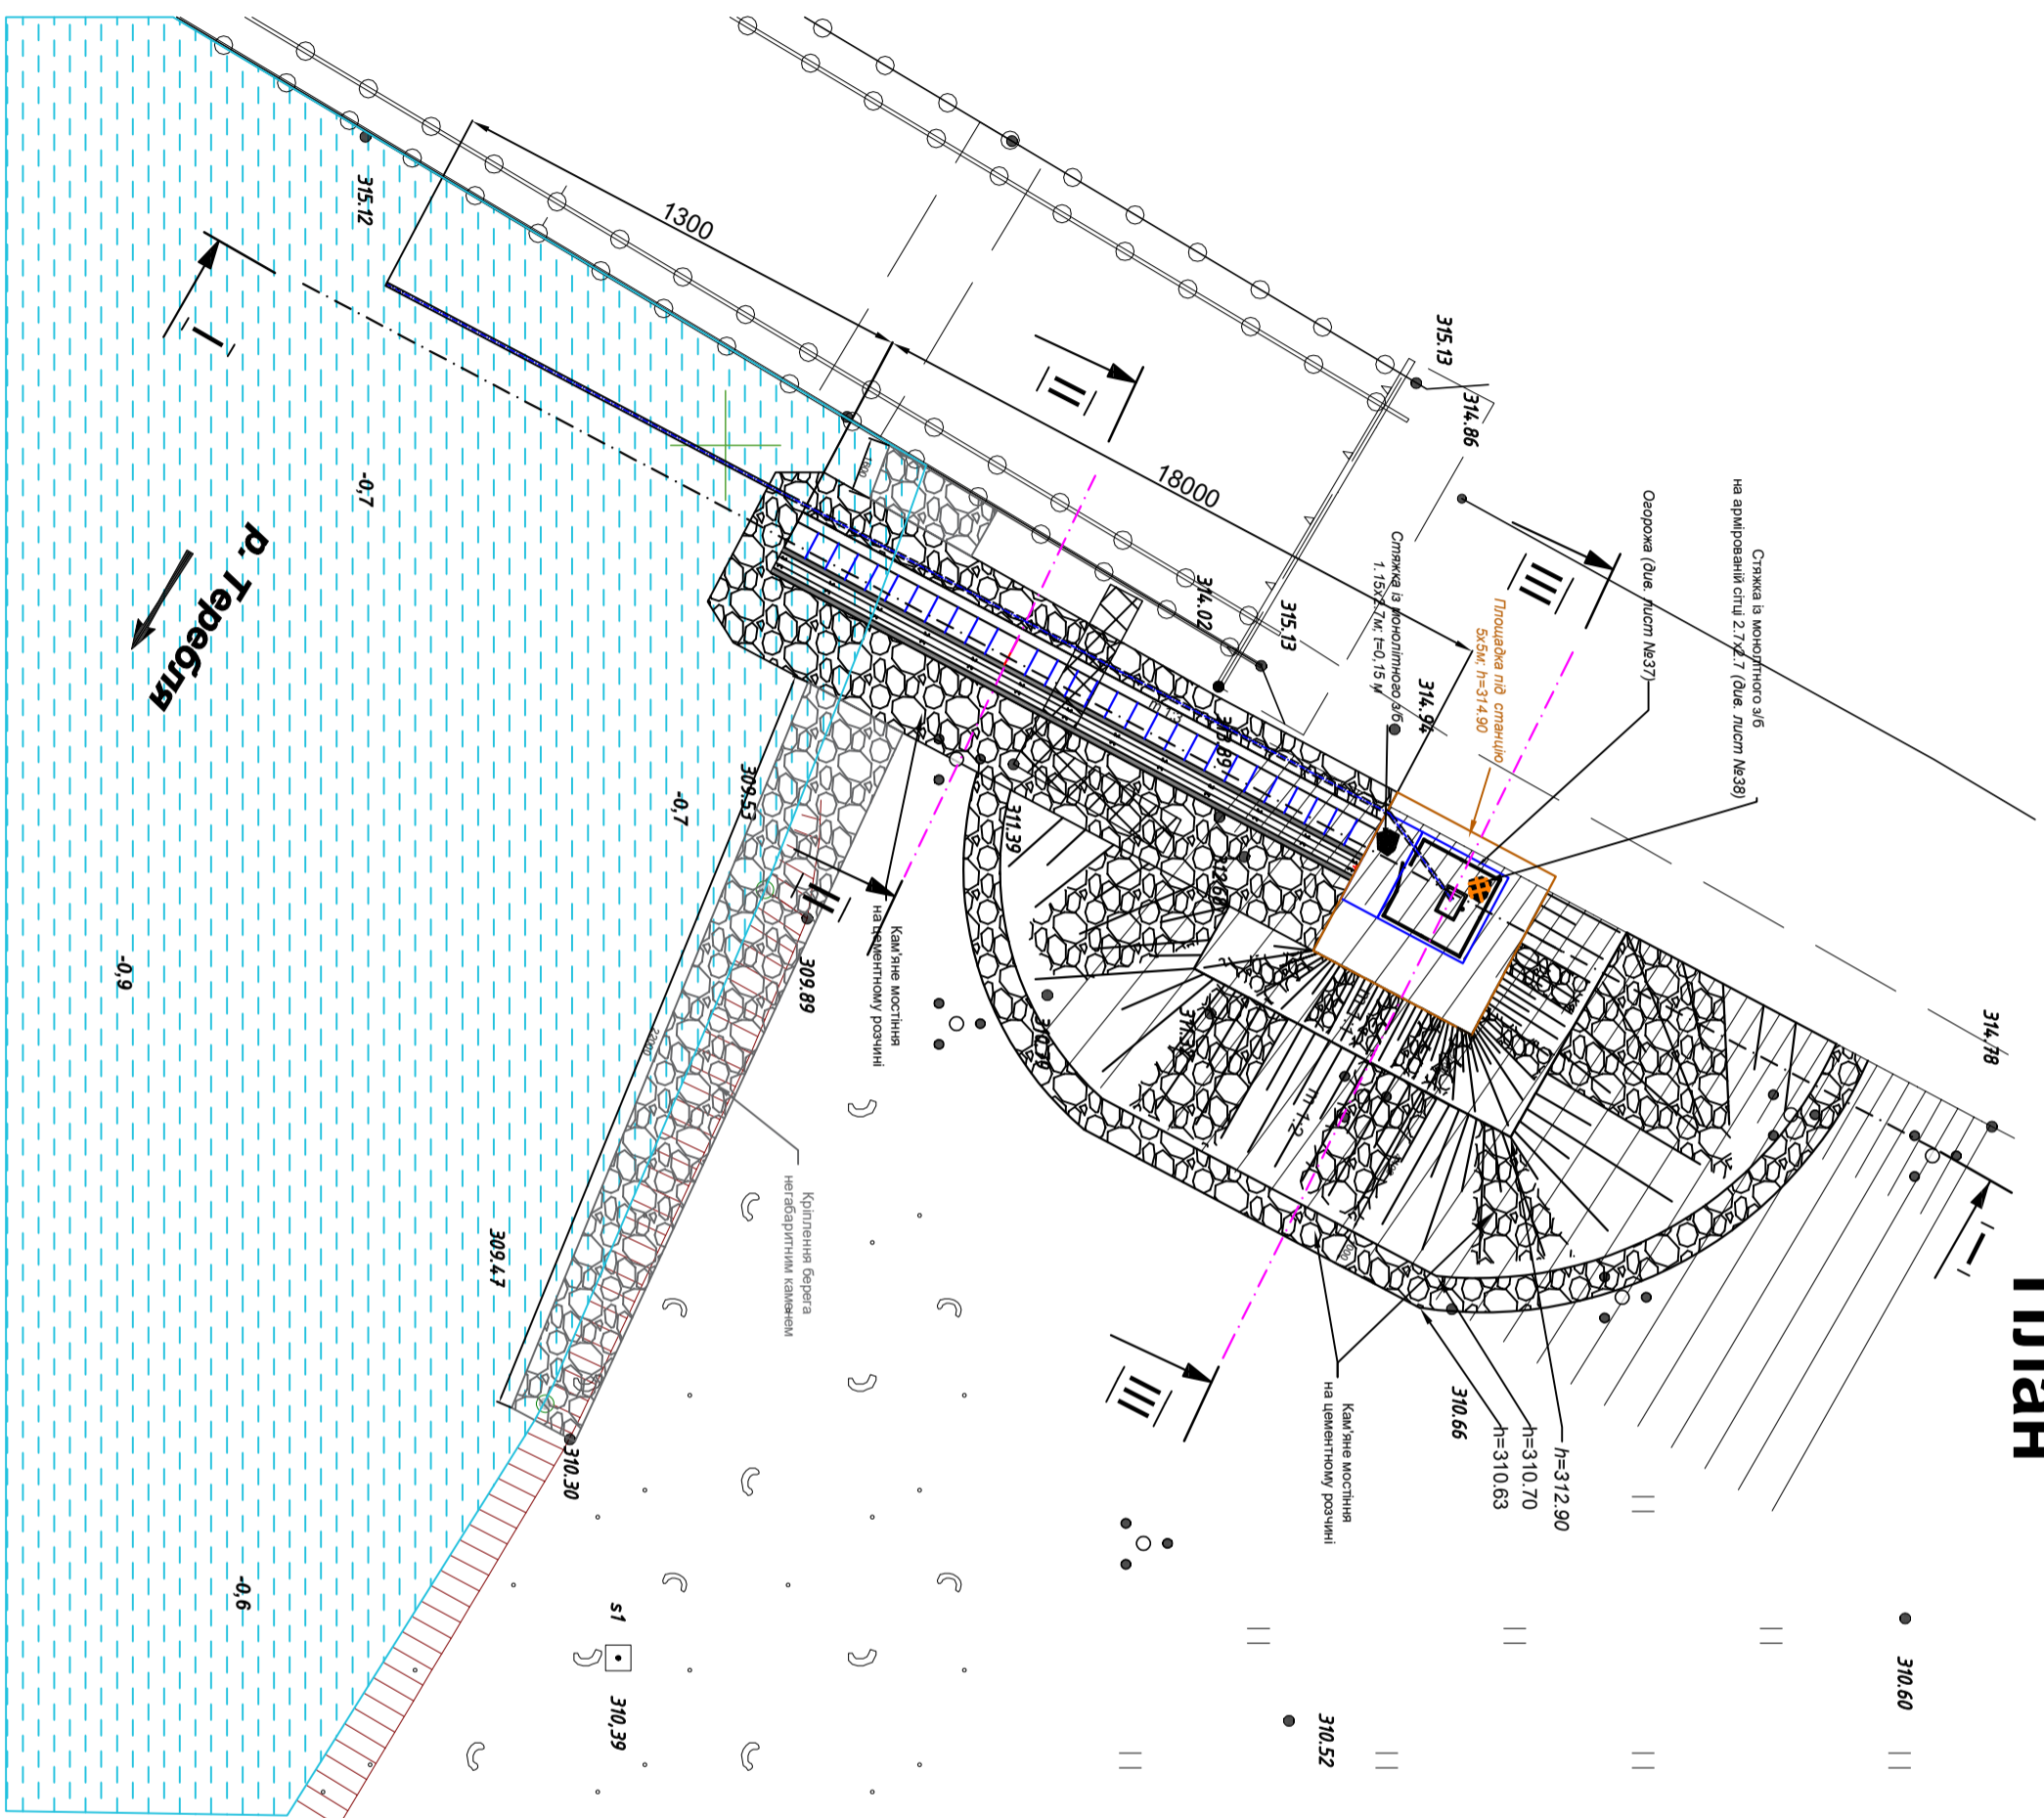 План
Стяжка із монолітного з/б
на армірованій сітці 2.7х2.7 (див. лист №38)
Огорожа (див. лист №37)
Площадка під станцію
5х5м; h=314.90
Стяжка із монолітного з/б
314.78
315.13
314.86
314.94
315.13
314.02
18000
1300
1500
315.12
III
II
I
I
II
III
311.39
310.79
m 1:2
h=312.90
h=310.70
h=310.63
310.66
Кам'яне мостіння
на цементному розчині
Кам'яне мостіння
на цементному розчині
Кріплення берега
негабаритним каменем
22000
309.53
309.89
309.47
310.30
-0,7
-0,7
-0,9
-0,6
р. Теребля
s1
310,39
310.52
310.60